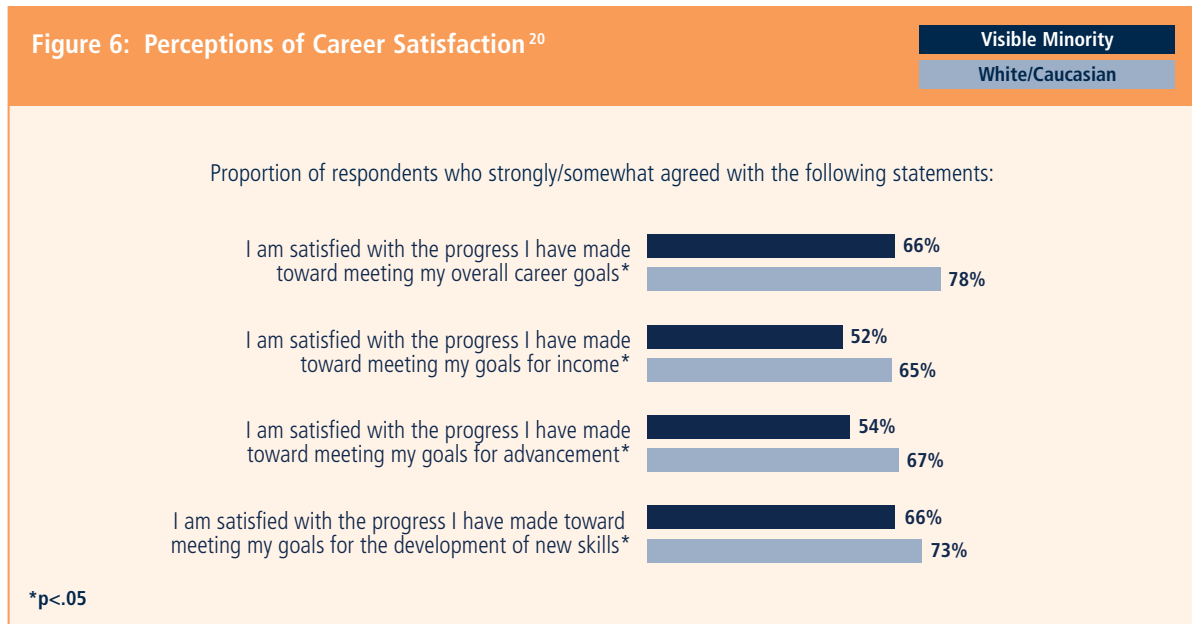 Figure 6: Perceptions of Career Satisfaction 20
Visible Minority
White/Caucasian
Proportion of respondents who strongly/somewhat agreed with the following statements:
I am satisfied with the progress I have made
toward meeting my overall career goals*
66%
78%
I am satisfied with the progress I have made
toward meeting my goals for income*
52%
65%
I am satisfied with the progress I have made
toward meeting my goals for advancement*
54%
67%
I am satisfied with the progress I have made toward
meeting my goals for the development of new skills*
66%
73%
*p<.05